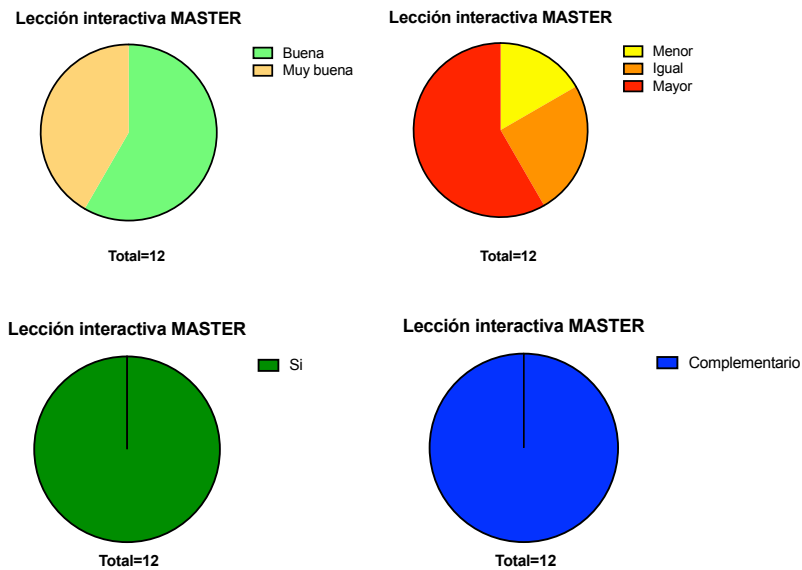 Lección interactiva MASTER
Buena
Muy buena
Total=12
Lección interactiva MASTER
Menor
Igual
Mayor
Total=12
Lección interactiva MASTER
Si
Total=12
Lección interactiva MASTER
Complementario
Total=12